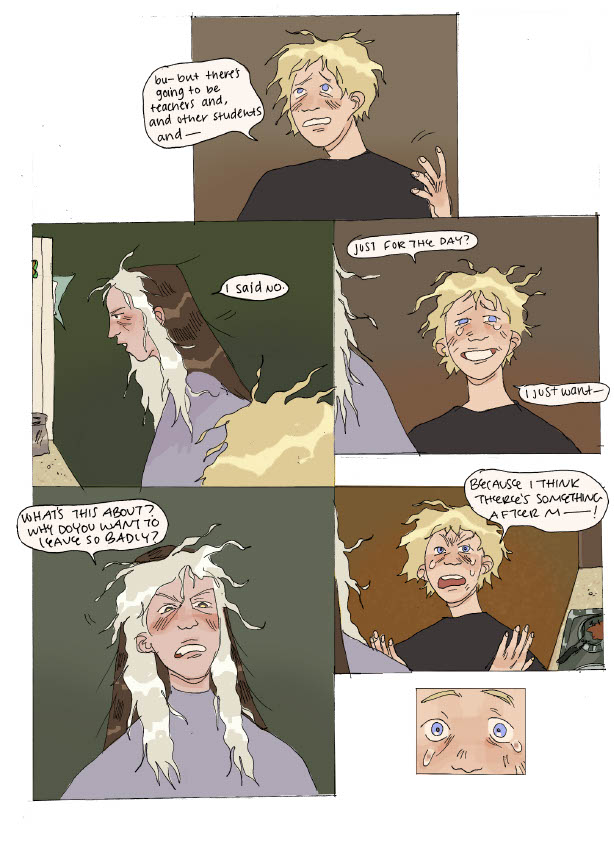 bu- but there's
going to be
teachers and,
and other students
and—
I said no.
JUST FOR THE DAY?
I JUST WANT—
WHAT'S THIS ABOUT?
WHY DO YOU WANT TO
LEAVE SO BADLY?
BECAUSE I THINK
THERE'S SOMETHING
AFTER M——!